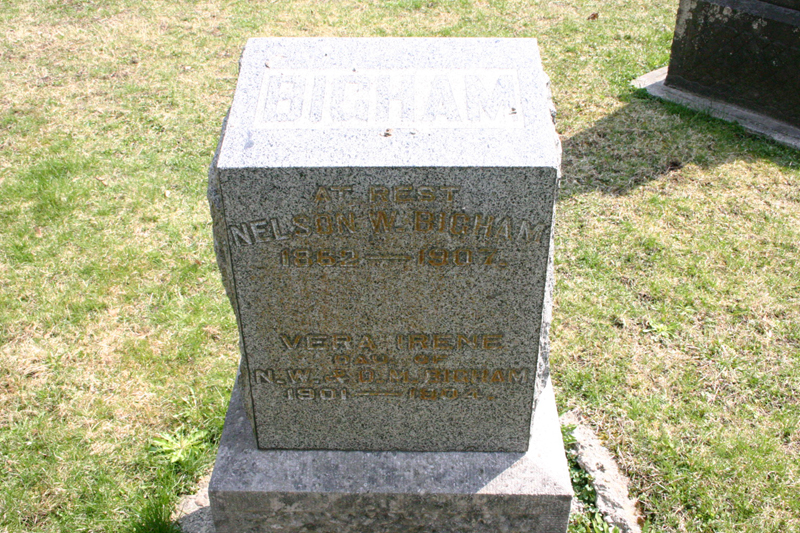 BIGHAM
AT REST
NELSON W. BIGHAM
1862 — 1907.
VERA IRENE
DAU. OF
N. W. & D. M. BIGHAM
1901 — 1904.